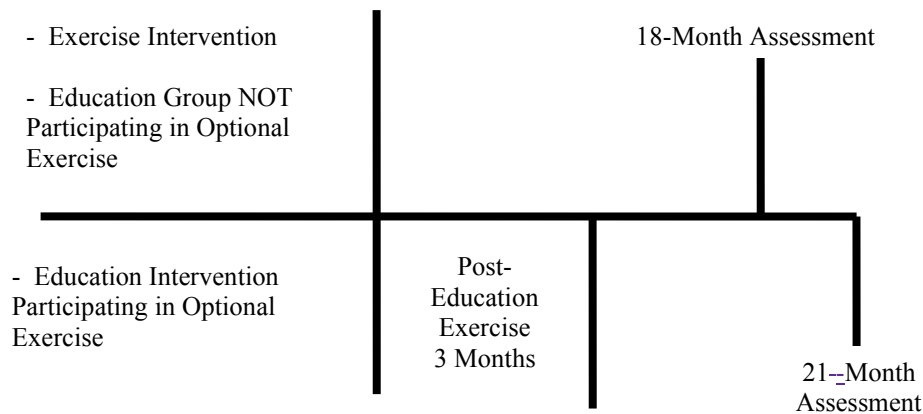 - Exercise Intervention
18-Month Assessment
- Education Group NOT
Participating in Optional
Exercise
- Education Intervention
Participating in Optional
Exercise
Post-
Education
Exercise
3 Months
21--Month
Assessment